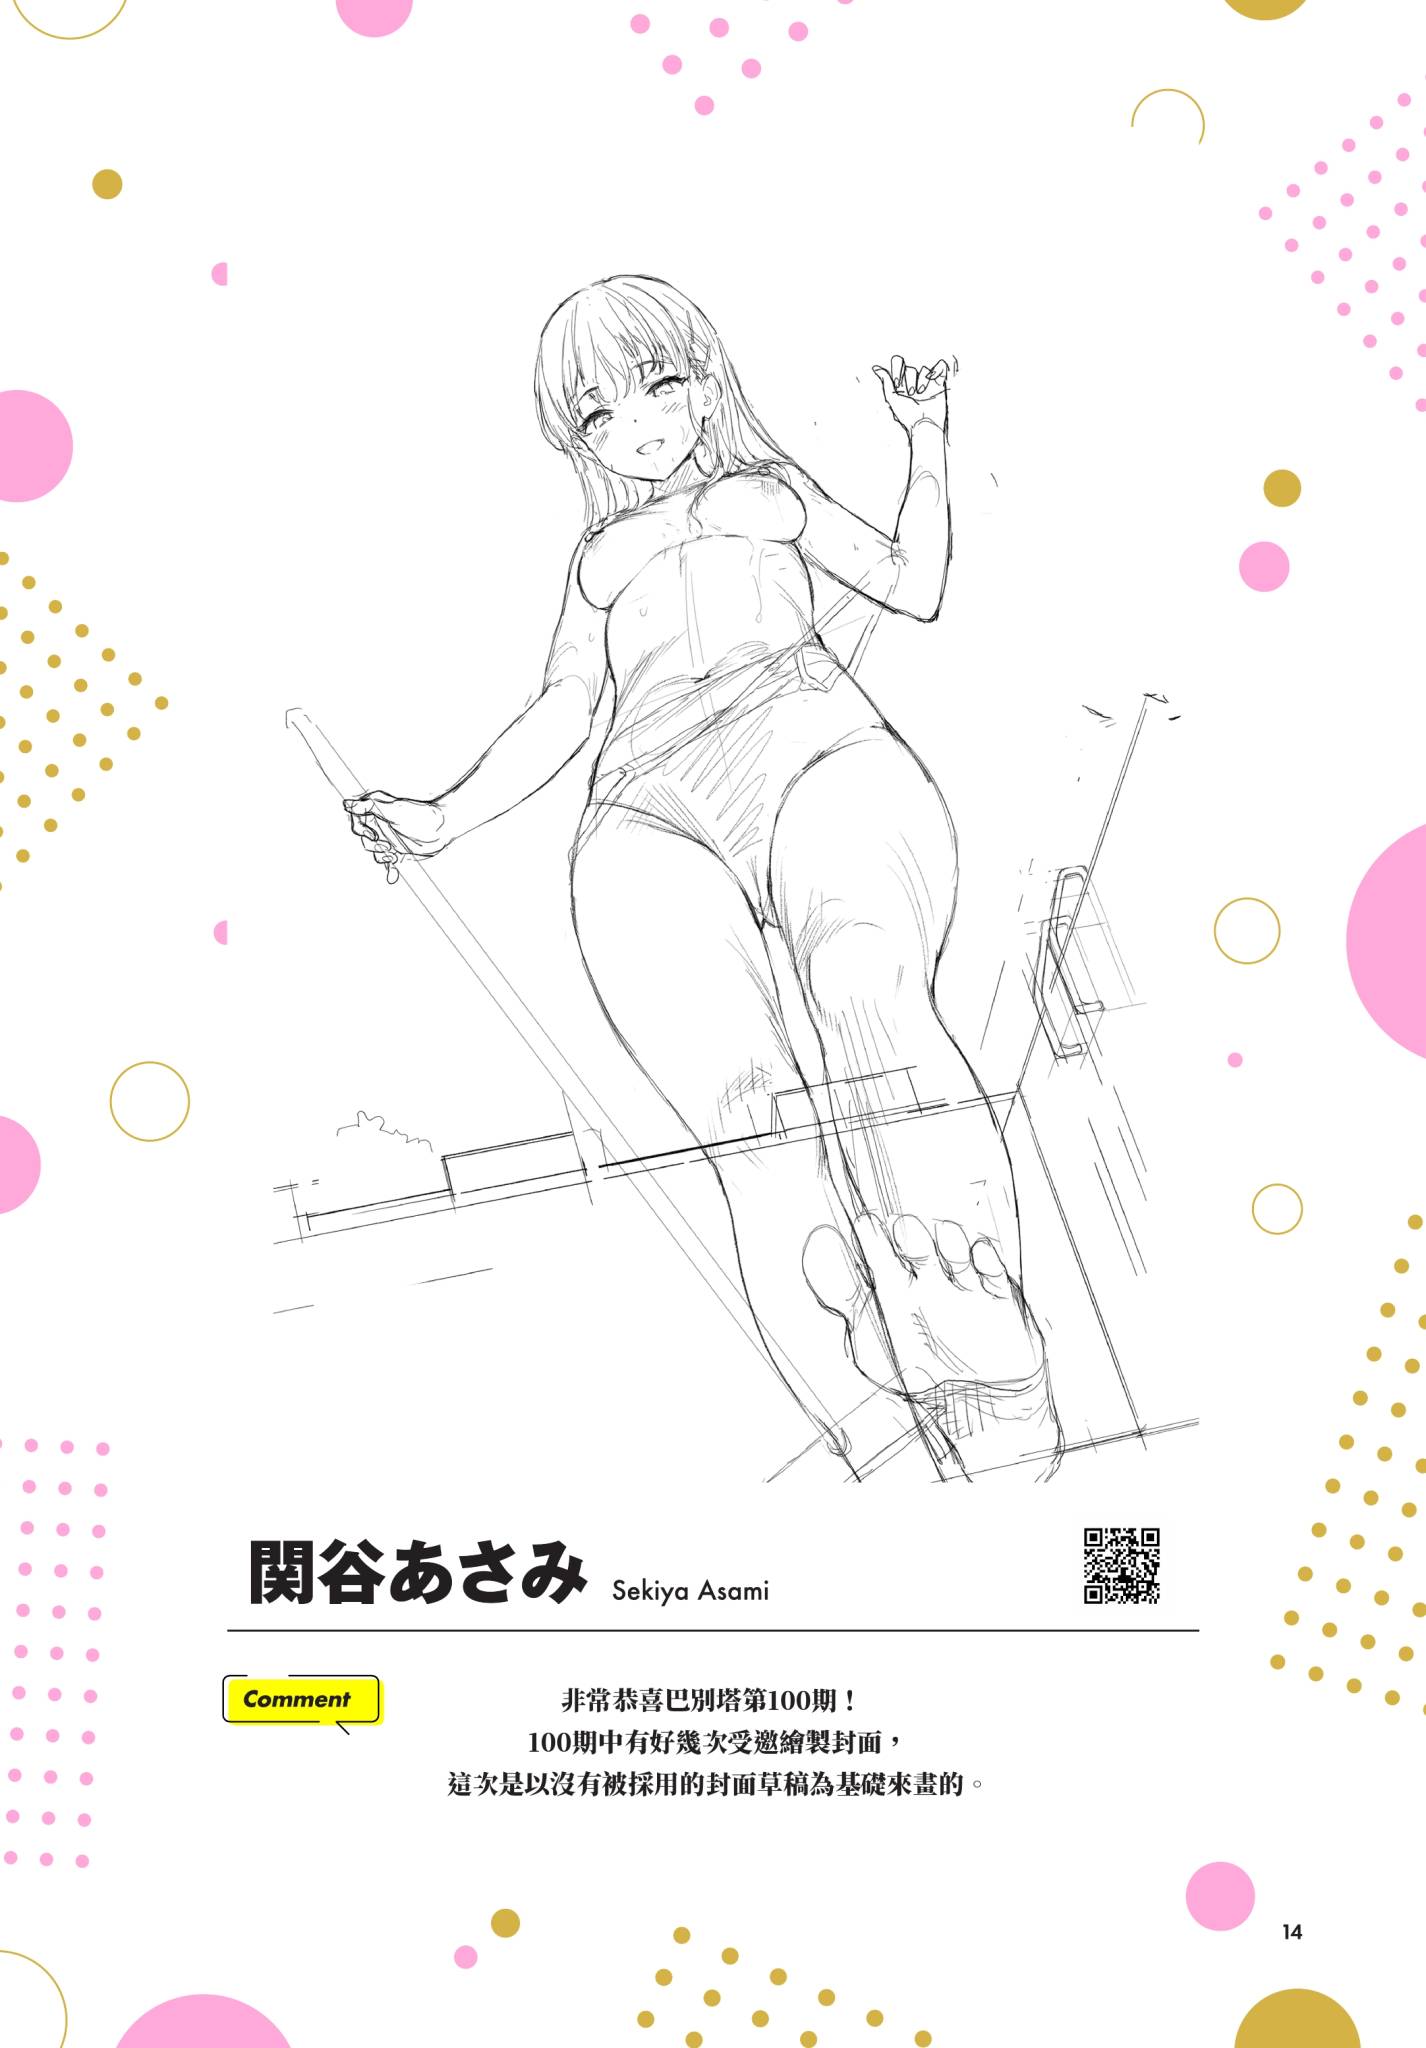 関谷あさみ Sekiya Asami
Comment
非常恭喜巴別塔第100期！
100期中有好幾次受邀繪製封面，
這次是以沒有被採用的封面草稿為基礎來畫的。
14